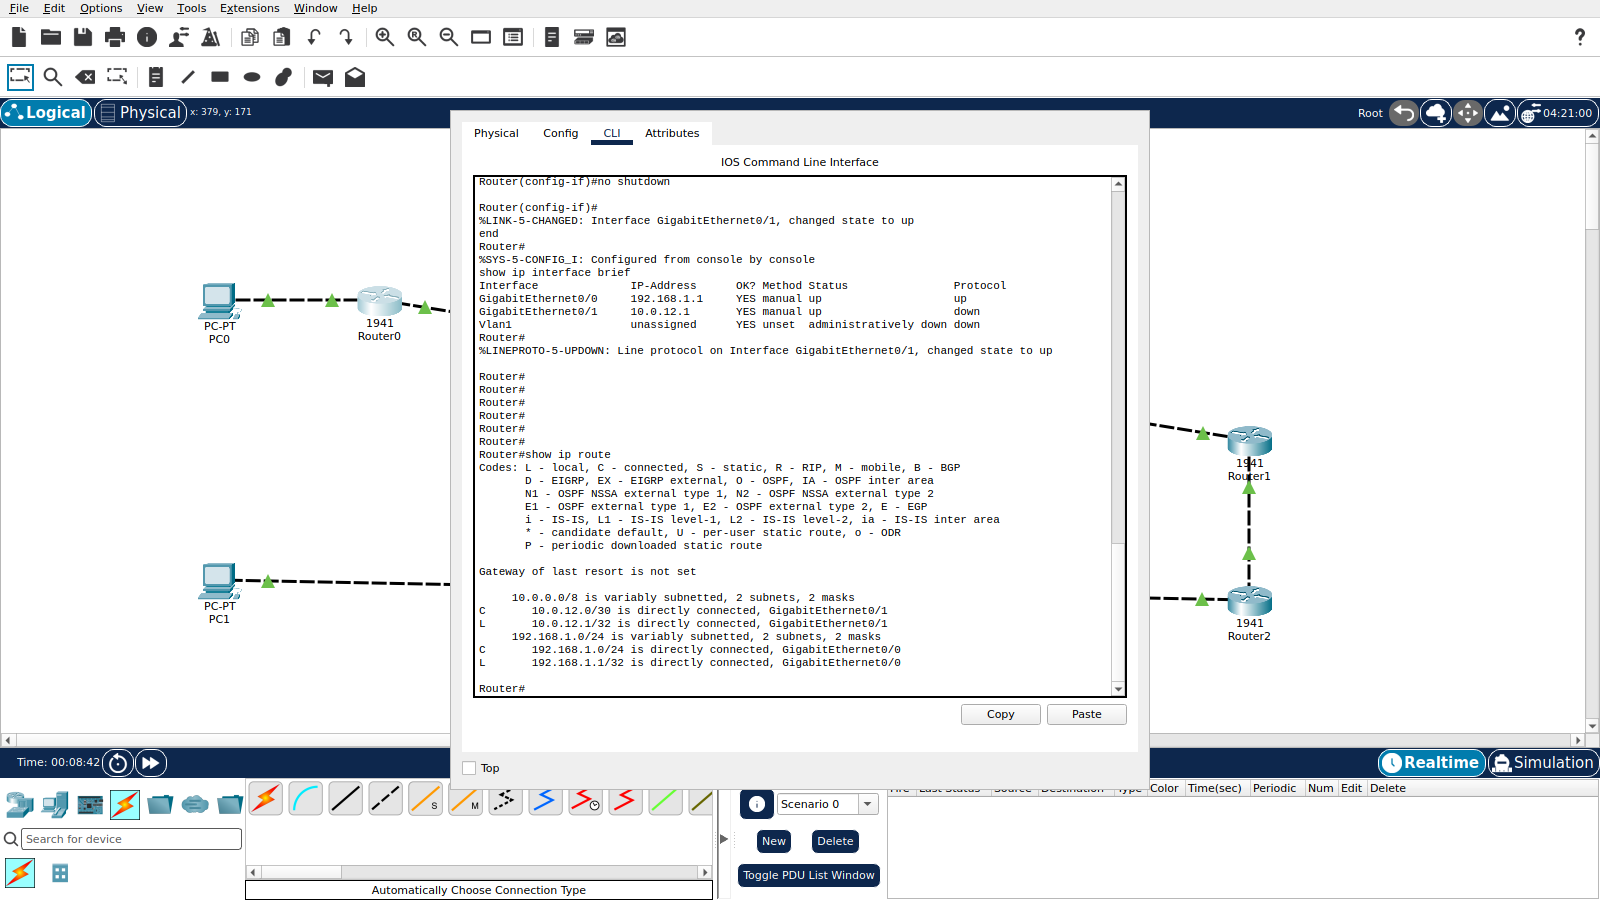 File Edit Options View Tools Extensions Window Help
Logical Physical x: 379, y: 171 Root 04:21:00
Physical Config CLI Attributes
IOS Command Line Interface
Router(config-if)#no shutdown
Router(config-if)#
%LINK-5-CHANGED: Interface GigabitEthernet0/1, changed state to up
end
Router#
%SYS-5-CONFIG_I: Configured from console by console
show ip interface brief
Interface IP-Address OK? Method Status Protocol
GigabitEthernet0/0 192.168.1.1 YES manual up up
GigabitEthernet0/1 10.0.12.1 YES manual up down
Vlan1 unassigned YES unset administratively down down
Router#
%LINEPROTO-5-UPDOWN: Line protocol on Interface GigabitEthernet0/1, changed state to up
Router#
Router#
Router#
Router#
Router#
Router#
Router#show ip route
Codes: L - local, C - connected, S - static, R - RIP, M - mobile, B - BGP
D - EIGRP, EX - EIGRP external, O - OSPF, IA - OSPF inter area
N1 - OSPF NSSA external type 1, N2 - OSPF NSSA external type 2
E1 - OSPF external type 1, E2 - OSPF external type 2, E - EGP
i - IS-IS, L1 - IS-IS level-1, L2 - IS-IS level-2, ia - IS-IS inter area
* - candidate default, U - per-user static route, o - ODR
P - periodic downloaded static route
Gateway of last resort is not set
10.0.0.0/8 is variably subnetted, 2 subnets, 2 masks
C 10.0.12.0/30 is directly connected, GigabitEthernet0/1
L 10.0.12.1/32 is directly connected, GigabitEthernet0/1
192.168.1.0/24 is variably subnetted, 2 subnets, 2 masks
C 192.168.1.0/24 is directly connected, GigabitEthernet0/0
L 192.168.1.1/32 is directly connected, GigabitEthernet0/0
Router#
Copy Paste
Top
PC-PT
PC0
1941
Router0
PC-PT
PC1
1941
Router1
1941
Router2
Time: 00:08:42 Realtime Simulation
Search for device
S M
Automatically Choose Connection Type
Scenario 0
New Delete
Toggle PDU List Window
Fire Last Status Source Destination Type Color Time(sec) Periodic Num Edit Delete